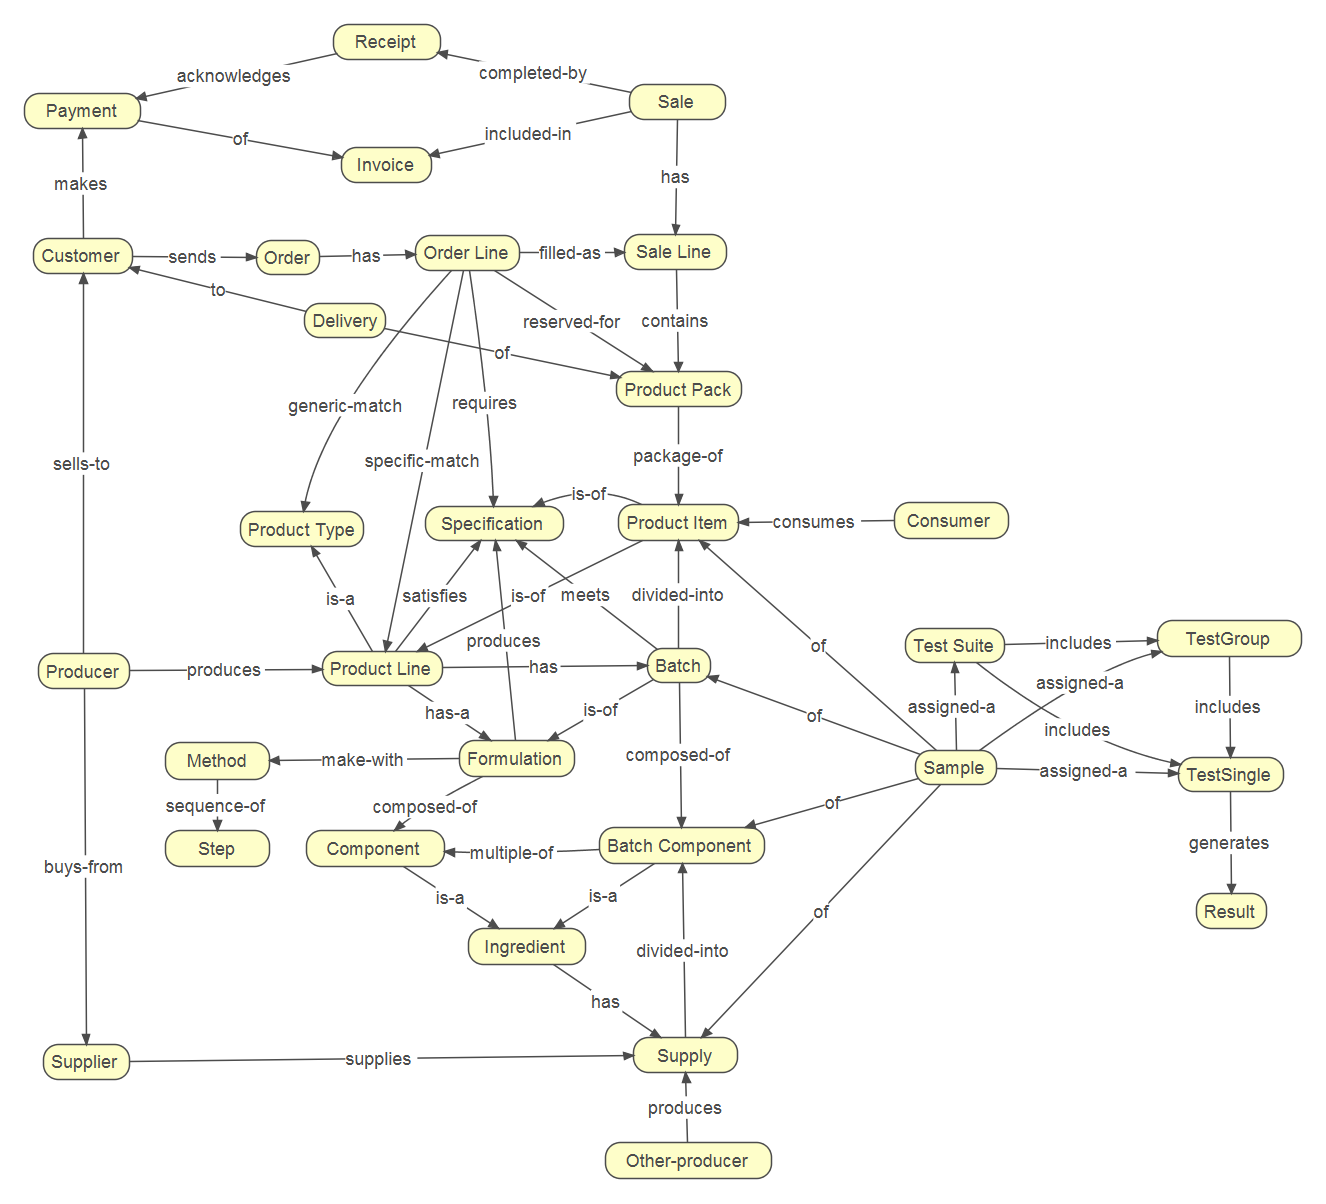 Receipt
acknowledges
completed-by
Payment
Sale
of
included-in
Invoice
makes
has
Customer
sends
Order
has
Order Line
filled-as
Sale Line
to
Delivery
reserved-for
contains
of
Product Pack
generic-match
requires
specific-match
package-of
sells-to
is-of
Product Type
Specification
Product Item
consumes
Consumer
is-a
satisfies
is-of
meets
divided-into
produces
of
Test Suite
includes
TestGroup
Producer
produces
Product Line
has
Batch
assigned-a
assigned-a
includes
has-a
is-of
of
includes
Method
make-with
Formulation
composed-of
Sample
assigned-a
TestSingle
sequence-of
composed-of
of
Step
Component
multiple-of
Batch Component
generates
buys-from
is-a
is-a
of
Result
Ingredient
divided-into
has
Supplier
supplies
Supply
produces
Other-producer